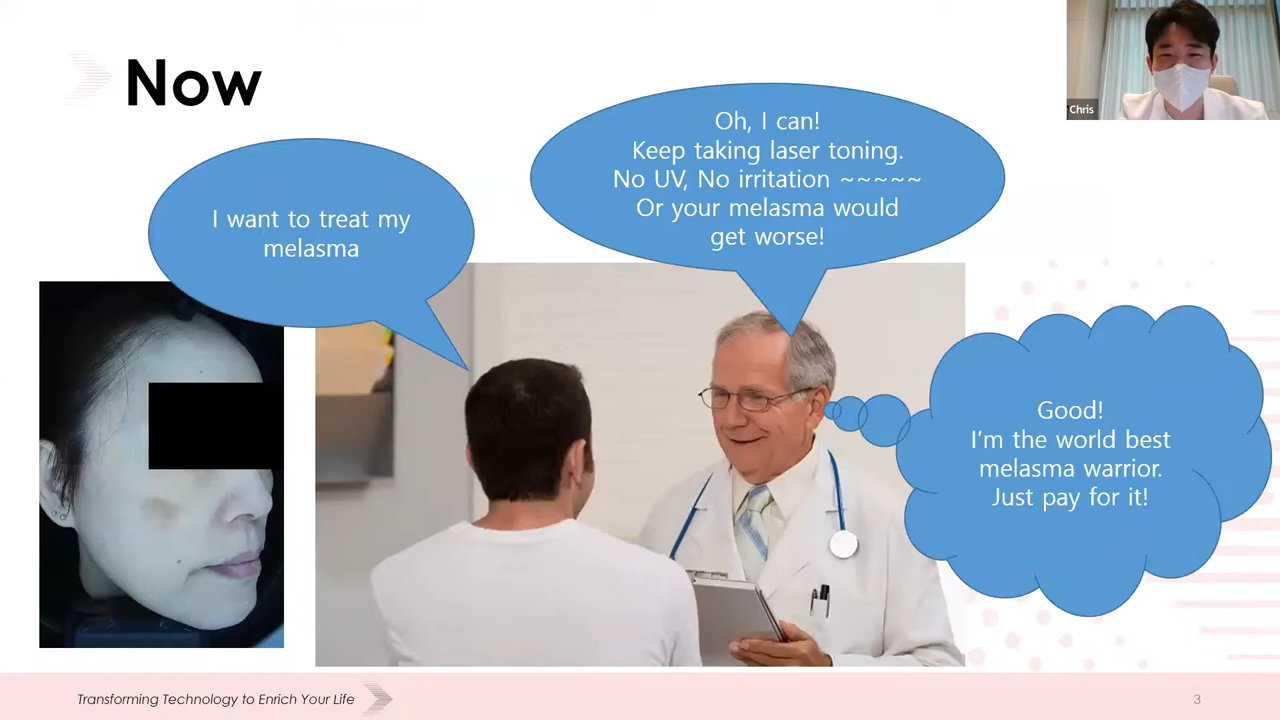 Now
Chris
I want to treat my
melasma
Oh, I can!
Keep taking laser toning.
No UV, No irritation ~~~~~
Or your melasma would
get worse!
Good!
I'm the world best
melasma warrior.
Just pay for it!
Transforming Technology to Enrich Your Life
3